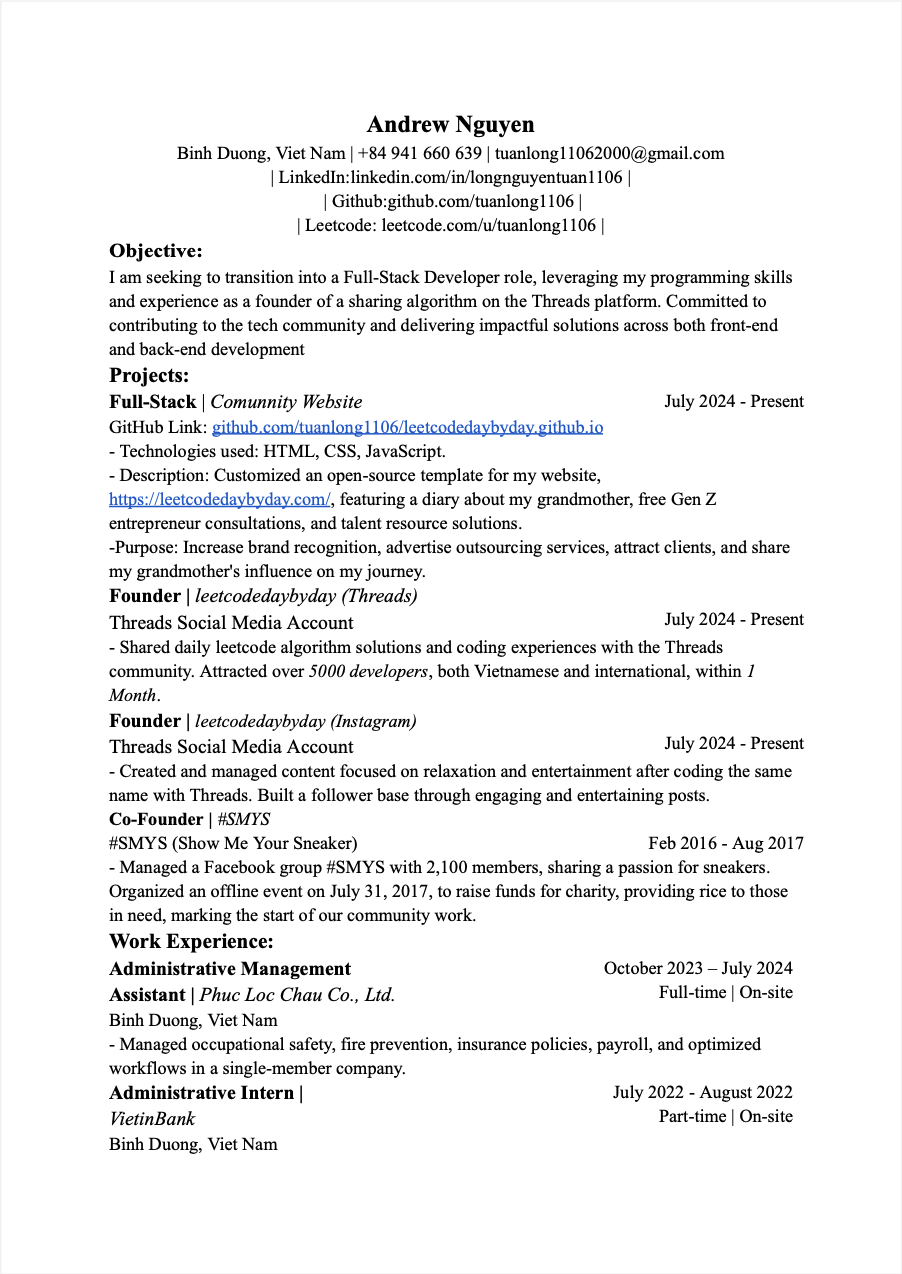 Andrew Nguyen
Binh Duong, Viet Nam | +84 941 660 639 | tuanlong11062000@gmail.com
| LinkedIn:linkedin.com/in/longnguyentuan1106 |
| Github:github.com/tuanlong1106 |
| Leetcode: leetcode.com/u/tuanlong1106 |
Objective:
I am seeking to transition into a Full-Stack Developer role, leveraging my programming skills
and experience as a founder of a sharing algorithm on the Threads platform. Committed to
contributing to the tech community and delivering impactful solutions across both front-end
and back-end development
Projects:
Full-Stack | Comunnity Website July 2024 - Present
GitHub Link: github.com/tuanlong1106/leetcodedaybyday.github.io
- Technologies used: HTML, CSS, JavaScript.
- Description: Customized an open-source template for my website,
https://leetcodedaybyday.com/, featuring a diary about my grandmother, free Gen Z
entrepreneur consultations, and talent resource solutions.
-Purpose: Increase brand recognition, advertise outsourcing services, attract clients, and share
my grandmother's influence on my journey.
Founder | leetcodedaybyday (Threads)
Threads Social Media Account July 2024 - Present
- Shared daily leetcode algorithm solutions and coding experiences with the Threads
community. Attracted over 5000 developers, both Vietnamese and international, within 1
Month.
Founder | leetcodedaybyday (Instagram)
Threads Social Media Account July 2024 - Present
- Created and managed content focused on relaxation and entertainment after coding the same
name with Threads. Built a follower base through engaging and entertaining posts.
Co-Founder | #SMYS
#SMYS (Show Me Your Sneaker) Feb 2016 - Aug 2017
- Managed a Facebook group #SMYS with 2,100 members, sharing a passion for sneakers.
Organized an offline event on July 31, 2017, to raise funds for charity, providing rice to those
in need, marking the start of our community work.
Work Experience:
Administrative Management October 2023 – July 2024
Assistant | Phuc Loc Chau Co., Ltd. Full-time | On-site
Binh Duong, Viet Nam
- Managed occupational safety, fire prevention, insurance policies, payroll, and optimized
workflows in a single-member company.
Administrative Intern | July 2022 - August 2022
VietinBank Part-time | On-site
Binh Duong, Viet Nam